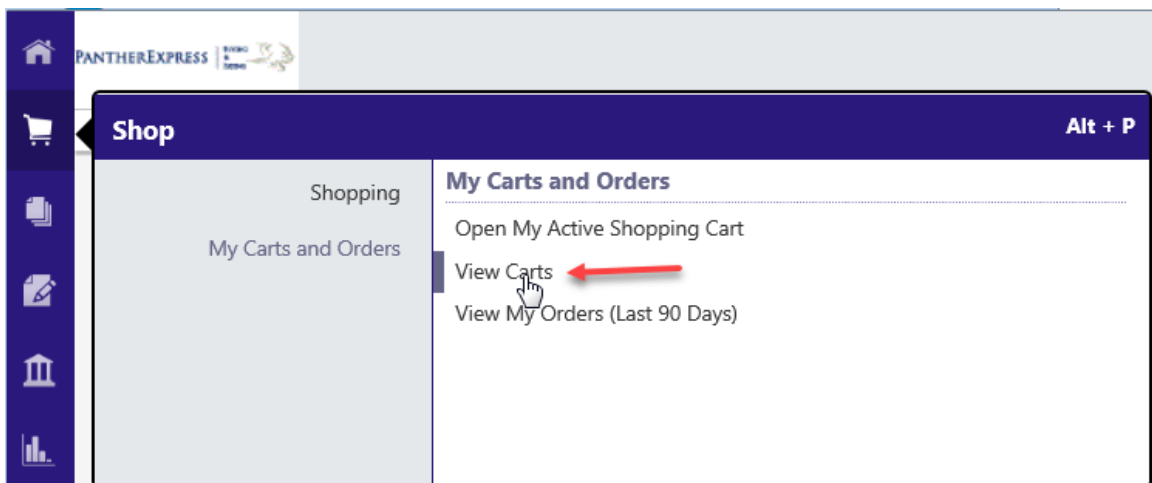 PANTHEREXPRESS
Shop
Alt + P
Shopping
My Carts and Orders
My Carts and Orders
Open My Active Shopping Cart
View Carts
View My Orders (Last 90 Days)